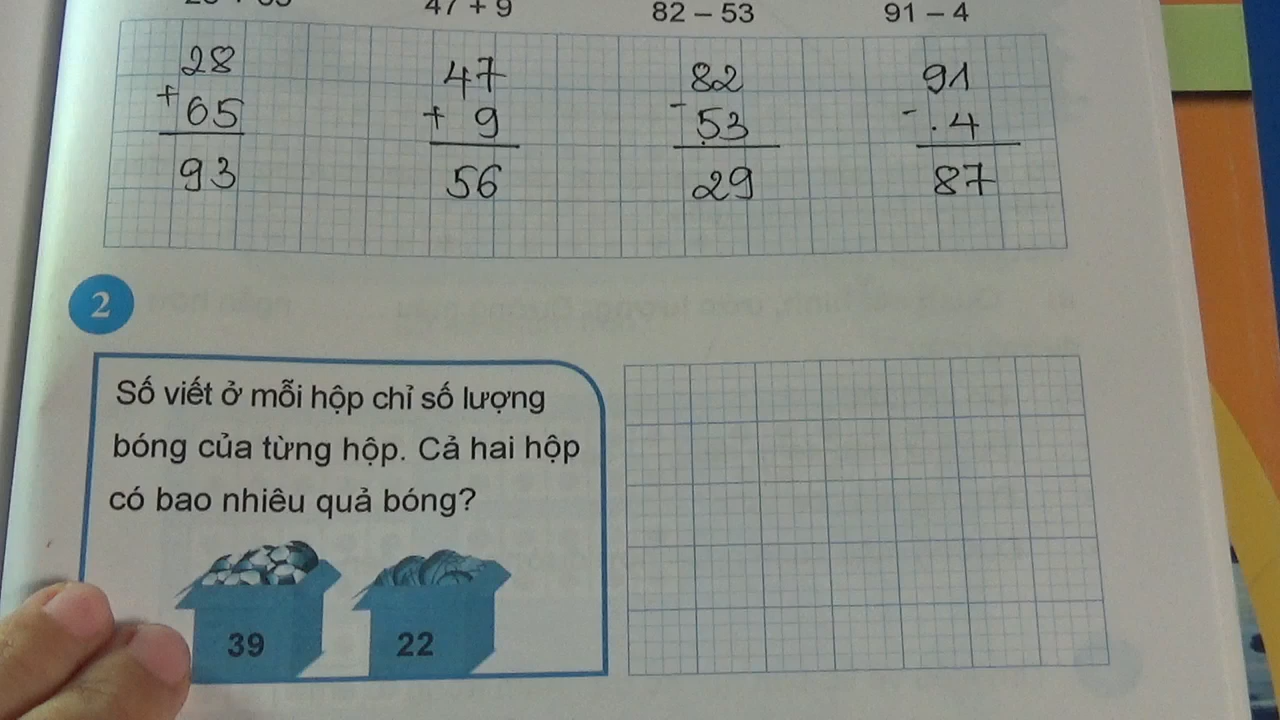 47 + 9
82 – 53
91 – 4
28
+ 65
93
47
+ 9
56
82
- 53
29
91
- . 4
87
2
Số viết ở mỗi hộp chỉ số lượng
bóng của từng hộp. Cả hai hộp
có bao nhiêu quả bóng?
39
22